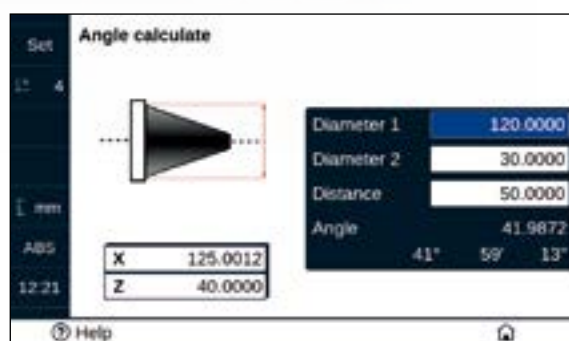 Set
Angle calculate
4
Diameter 1 120.0000
Diameter 2 30.0000
Distance 50.0000
Angle 41.9872
41° 59' 13"
mm
ABS
12:21
X 125.0012
Z 40.0000
Help